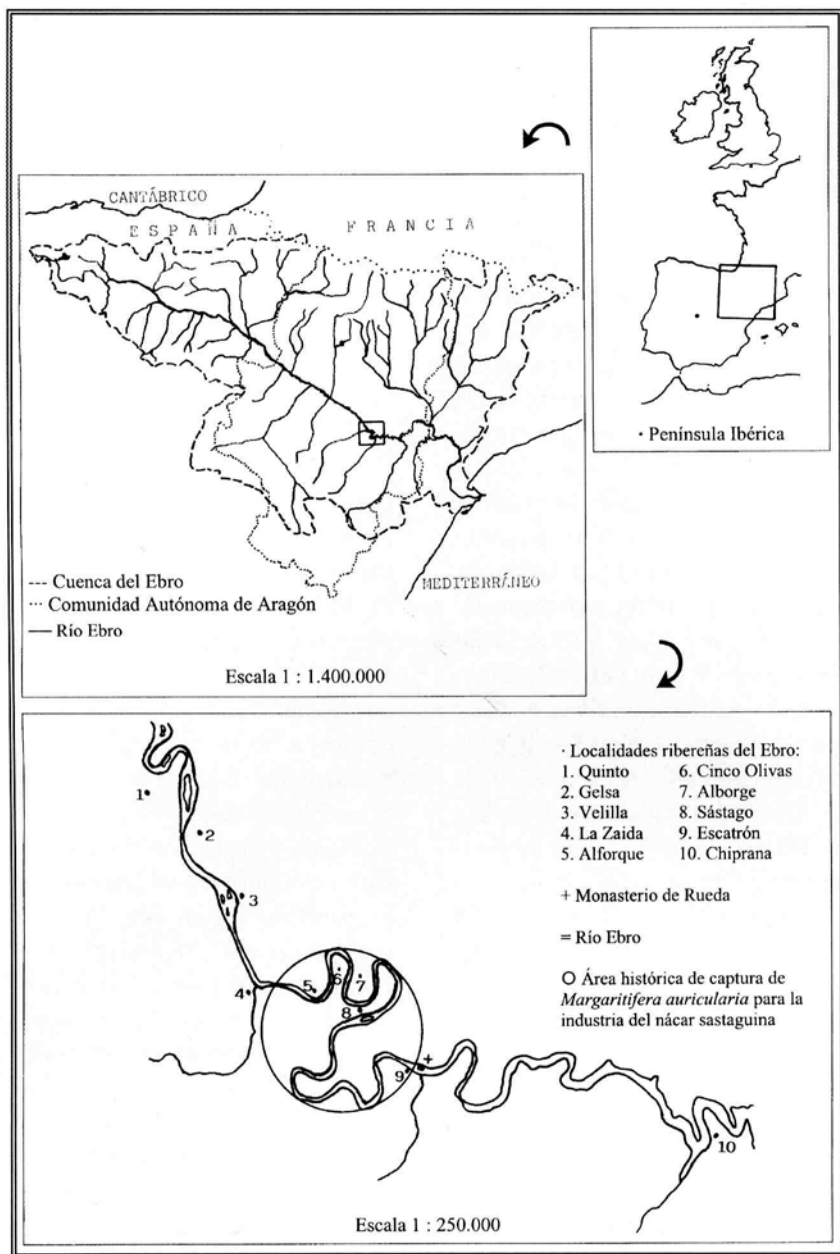 · Península Ibérica
CANTÁBRICO
ESPAÑA
FRANCIA
MEDITERRÁNEO
--- Cuenca del Ebro
···· Comunidad Autónoma de Aragón
— Río Ebro
Escala 1 : 1.400.000
· Localidades ribereñas del Ebro:
1. Quinto 6. Cinco Olivas
2. Gelsa 7. Alborge
3. Velilla 8. Sástago
4. La Zaida 9. Escatrón
5. Alforque 10. Chiprana
+ Monasterio de Rueda
= Río Ebro
O Área histórica de captura de
Margaritifera auricularia para la
industria del nácar sastaguina
1
2
3
4
5
6
7
8
9
+
10
Escala 1 : 250.000